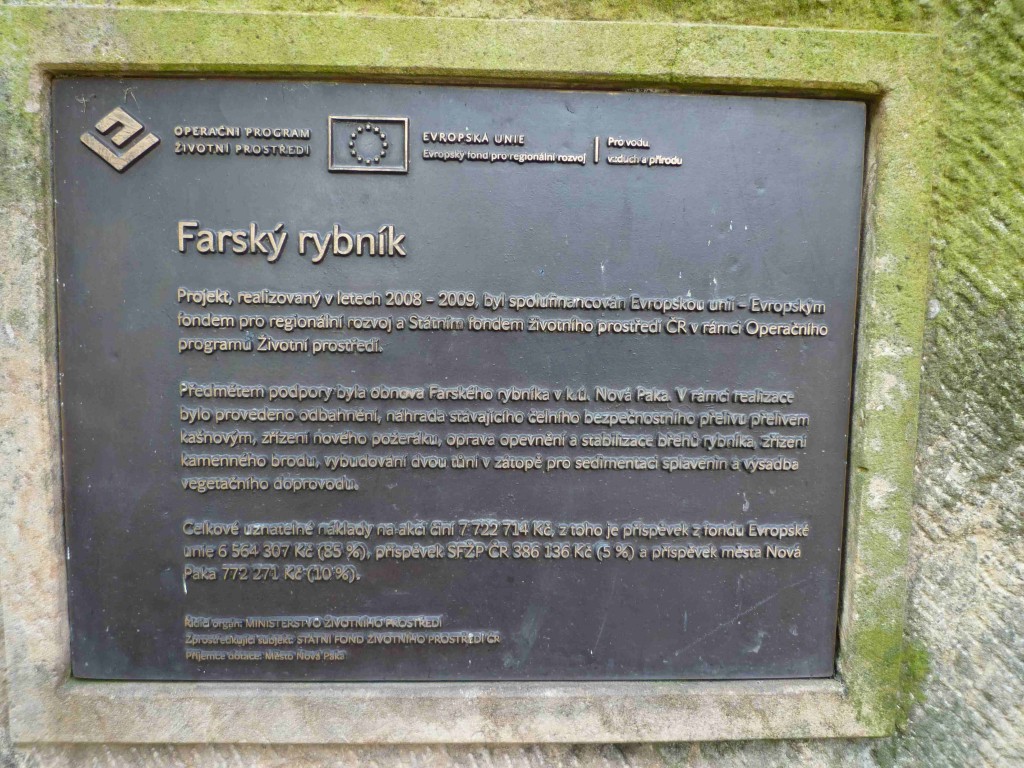 OPERAČNÍ PROGRAM
ŽIVOTNÍ PROSTŘEDÍ
EVROPSKÁ UNIE
Evropský fond pro regionální rozvoj
Pro vodu,
vzduch a přírodu
Farský rybník
Projekt, realizovaný v letech 2008 – 2009, byl spolufinancován Evropskou unií – Evropským
fondem pro regionální rozvoj a Státním fondem životního prostředí ČR v rámci Operačního
programu Životní prostředí.
Předmětem podpory byla obnova Farského rybníka v k.ú. Nová Paka. V rámci realizace
bylo provedeno odbahnění, náhrada stávajícího čelního bezpečnostního přelivu přelivem
kašnovým, zřízení nového požeráku, oprava opevnění a stabilizace břehů rybníka, zřízení
kamenného brodu, vybudování dvou tůní v zátopě pro sedimentaci splavenin a výsadba
vegetačního doprovodu.
Celkové uznatelné náklady na akci činí 7 722 714 Kč, z toho je příspěvek z fondu Evropské
unie 6 564 307 Kč (85 %), příspěvek SFŽP ČR 386 136 Kč (5 %) a příspěvek města Nová
Paka 772 271 Kč (10 %).
Řídící orgán: MINISTERSTVO ŽIVOTNÍHO PROSTŘEDÍ
Zprostředkující subjekt: STÁTNÍ FOND ŽIVOTNÍHO PROSTŘEDÍ ČR
Příjemce dotace: Město Nová Paka